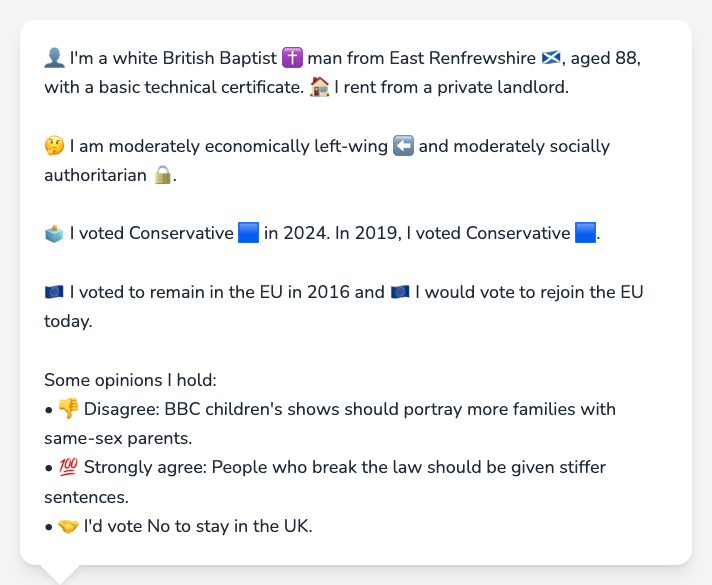 👤 I'm a white British Baptist ✝️ man from East Renfrewshire 🏴󠁧󠁢󠁳󠁣󠁴󠁿, aged 88,
with a basic technical certificate. 🏠 I rent from a private landlord.
🤔 I am moderately economically left-wing ⬅️ and moderately socially
authoritarian 🔒.
🗳️ I voted Conservative 🟦 in 2024. In 2019, I voted Conservative 🟦.
🇪🇺 I voted to remain in the EU in 2016 and 🇪🇺 I would vote to rejoin the EU
today.
Some opinions I hold:
• 👎 Disagree: BBC children's shows should portray more families with
same-sex parents.
• 💯 Strongly agree: People who break the law should be given stiffer
sentences.
• 🤝 I'd vote No to stay in the UK.